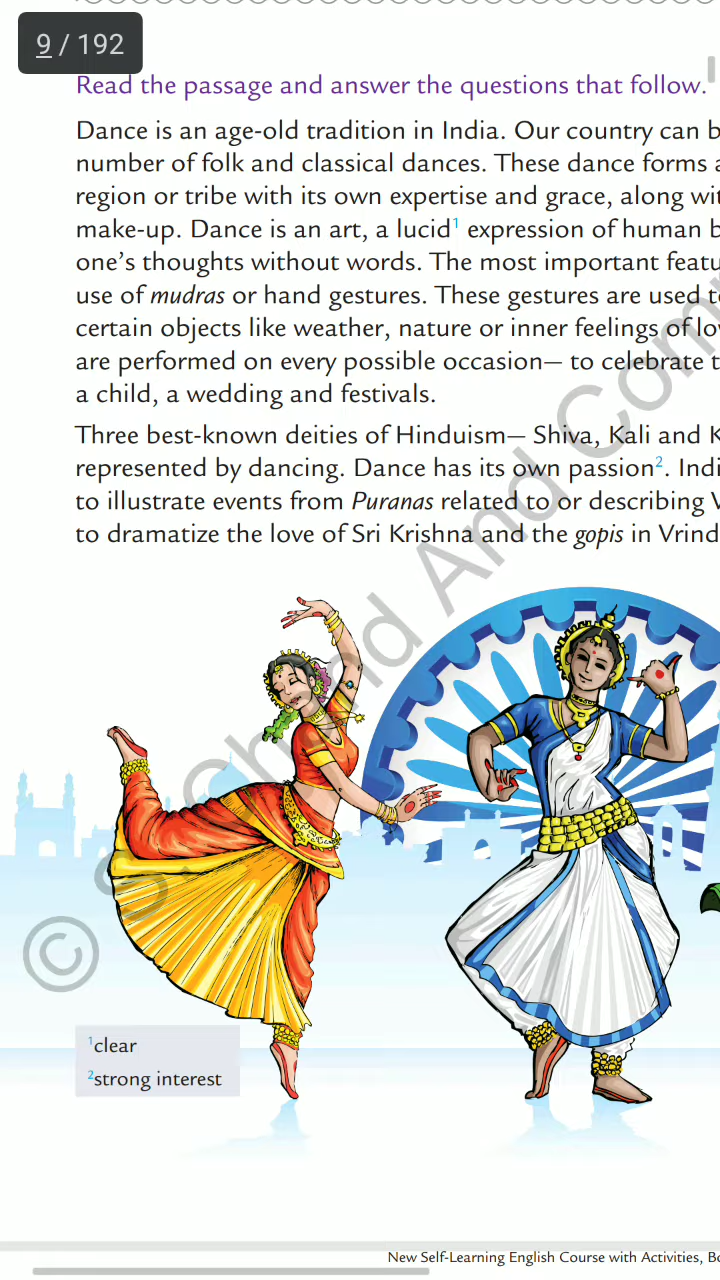 9 / 192
Read the passage and answer the questions that follow.
Dance is an age-old tradition in India. Our country can b
number of folk and classical dances. These dance forms a
region or tribe with its own expertise and grace, along wit
make-up. Dance is an art, a lucid¹ expression of human b
one’s thoughts without words. The most important featu
use of mudras or hand gestures. These gestures are used to
certain objects like weather, nature or inner feelings of lov
are performed on every possible occasion— to celebrate t
a child, a wedding and festivals.
Three best-known deities of Hinduism— Shiva, Kali and K
represented by dancing. Dance has its own passion². Indi
to illustrate events from Puranas related to or describing V
to dramatize the love of Sri Krishna and the gopis in Vrind
¹clear
²strong interest
© S. Chand And Com
New Self-Learning English Course with Activities, Bo